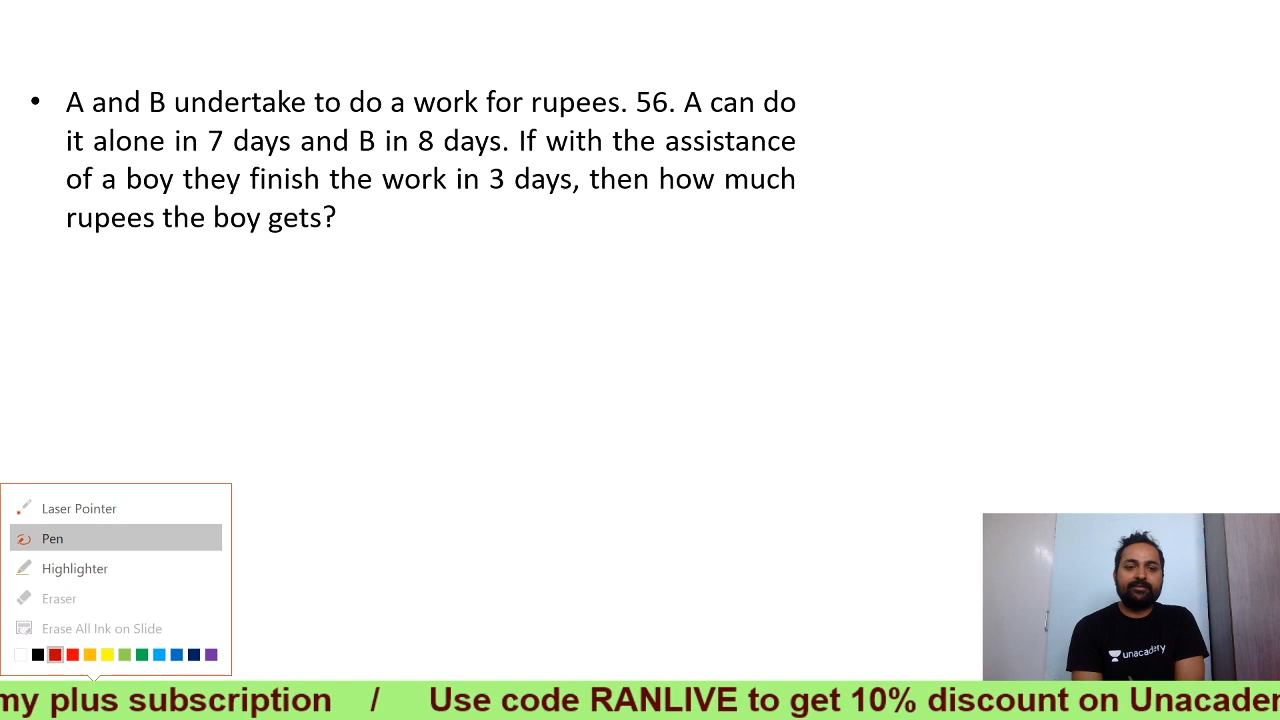 • A and B undertake to do a work for rupees. 56. A can do
it alone in 7 days and B in 8 days. If with the assistance
of a boy they finish the work in 3 days, then how much
rupees the boy gets?
Laser Pointer
Pen
Highlighter
Eraser
Erase All Ink on Slide
unacademy
my plus subscription / Use code RANLIVE to get 10% discount on Unacadem